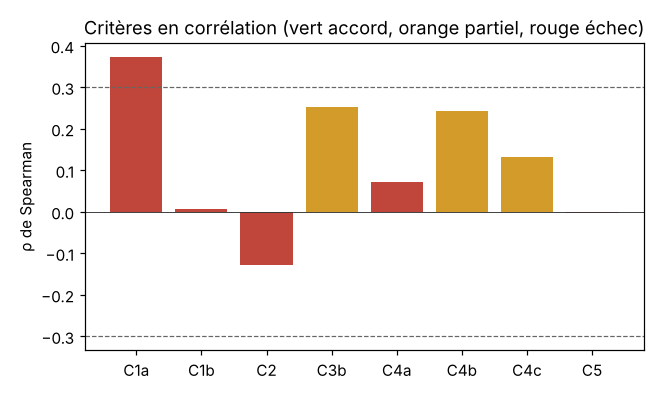 Critères en corrélation (vert accord, orange partiel, rouge échec)
ρ de Spearman
0.4
0.3
0.2
0.1
0.0
−0.1
−0.2
−0.3
C1a C1b C2 C3b C4a C4b C4c C5